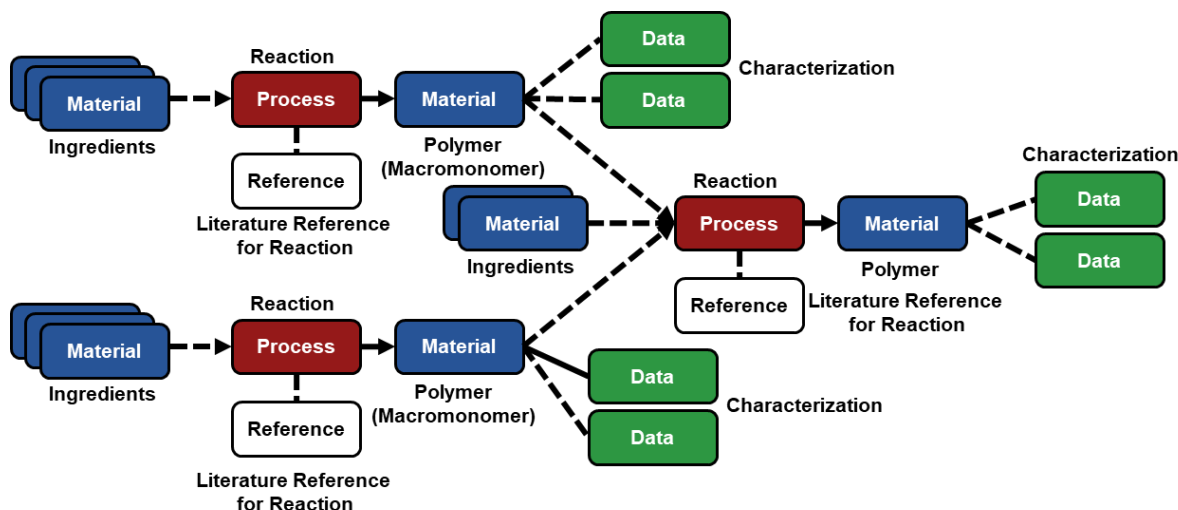 Data
Reaction
Characterization
Material
Process
Material
Data
Ingredients
Polymer
(Macromonomer)
Reference
Characterization
Reaction
Literature Reference
for Reaction
Material
Process
Material
Data
Ingredients
Polymer
Data
Reaction
Reference
Literature Reference
for Reaction
Material
Process
Material
Data
Ingredients
Polymer
(Macromonomer)
Characterization
Reference
Data
Literature Reference
for Reaction